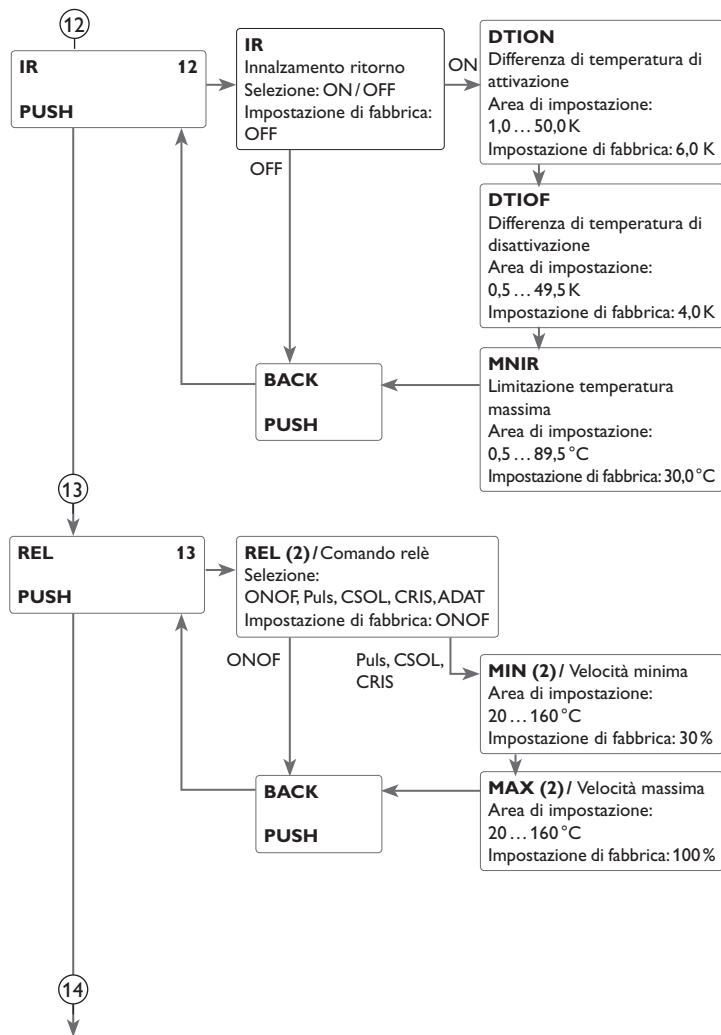 12
IR 12
PUSH
IR
Innalzamento ritorno
Selezione: ON / OFF
Impostazione di fabbrica:
OFF
ON
OFF
DTION
Differenza di temperatura di
attivazione
Area di impostazione:
1,0 … 50,0 K
Impostazione di fabbrica: 6,0 K
DTIOF
Differenza di temperatura di
disattivazione
Area di impostazione:
0,5 … 49,5 K
Impostazione di fabbrica: 4,0 K
MNIR
Limitazione temperatura
massima
Area di impostazione:
0,5 … 89,5 °C
Impostazione di fabbrica: 30,0 °C
BACK
PUSH
13
REL 13
PUSH
REL (2) / Comando relè
Selezione:
ONOF, Puls, CSOL, CRIS, ADAT
Impostazione di fabbrica: ONOF
ONOF
Puls, CSOL,
CRIS
MIN (2) / Velocità minima
Area di impostazione:
20 … 160 °C
Impostazione di fabbrica: 30 %
MAX (2) / Velocità massima
Area di impostazione:
20 … 160 °C
Impostazione di fabbrica: 100 %
BACK
PUSH
14